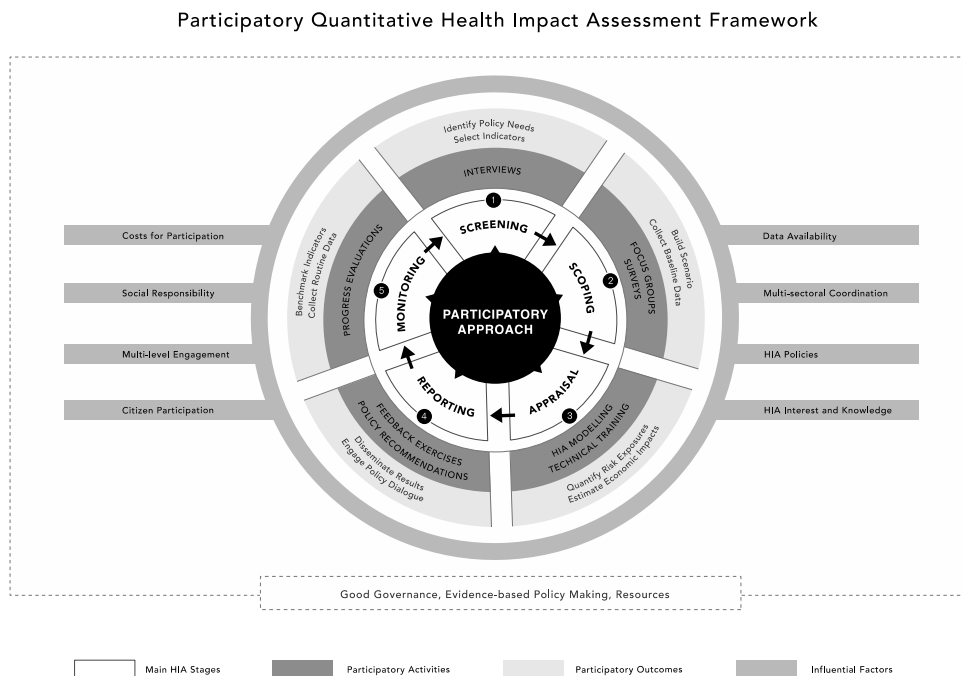 Participatory Quantitative Health Impact Assessment Framework
Identify Policy Needs
Select Indicators
INTERVIEWS
1
SCREENING
Build Scenario
Collect Baseline Data
FOCUS GROUPS
SURVEYS
2
SCOPING
Quantify Risk Exposures
Estimate Economic Impacts
HIA MODELLING
TECHNICAL TRAINING
3
APPRAISAL
Disseminate Results
Engage Policy Dialogue
FEEDBACK EXERCISES
POLICY RECOMMENDATIONS
4
REPORTING
Benchmark Indicators
Collect Routine Data
PROGRESS EVALUATIONS
5
MONITORING
PARTICIPATORY
APPROACH
Costs for Participation
Social Responsibility
Multi-level Engagement
Citizen Participation
Data Availability
Multi-sectoral Coordination
HIA Policies
HIA Interest and Knowledge
Good Governance, Evidence-based Policy Making, Resources
Main HIA Stages
Participatory Activities
Participatory Outcomes
Influential Factors